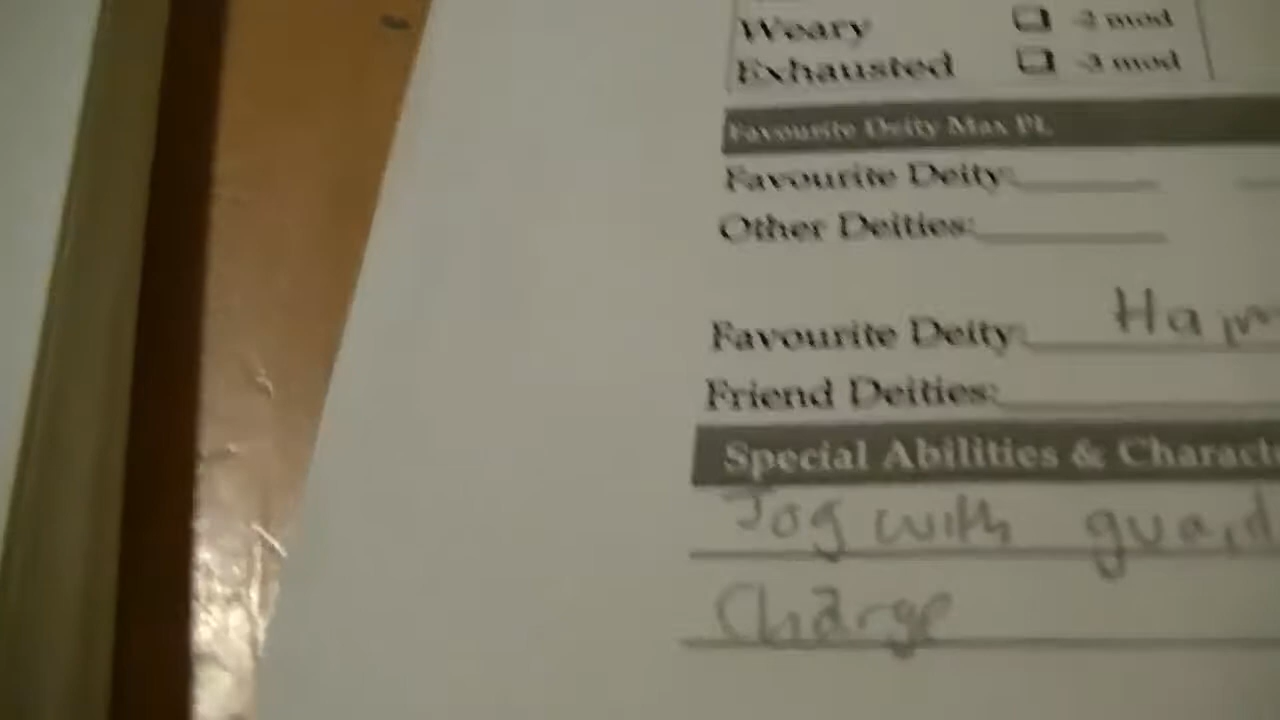 Weary -2 mod
Exhausted -3 mod
Favourite Deity Max PL
Favourite Deity:
Other Deities:
Favourite Deity:
Friend Deities:
Special Abilities &
Jog with guard
Charge